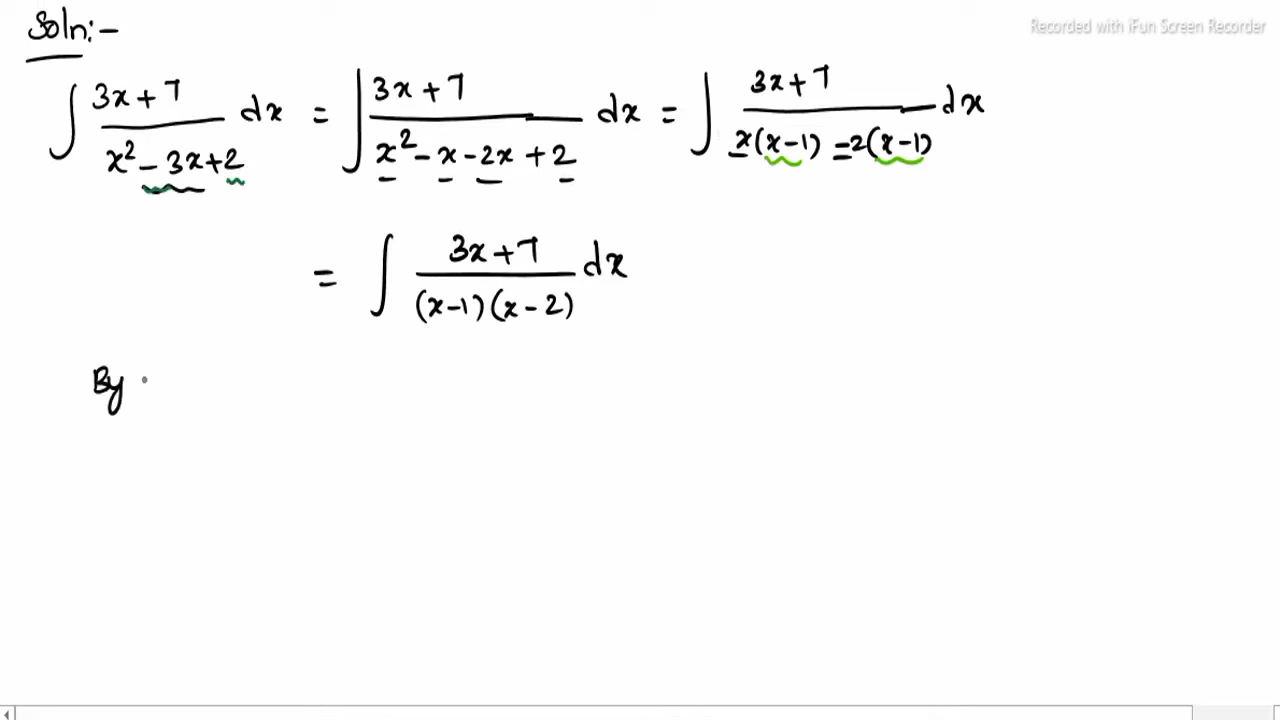 Soln:-
Recorded with iFun Screen Recorder
∫ 3x+7 / x² - 3x+2 dx = ∫ 3x+7 / x² - x - 2x + 2 dx = ∫ 3x+7 / x(x-1) - 2(x-1) dx
= ∫ 3x+7 / (x-1)(x-2) dx
By